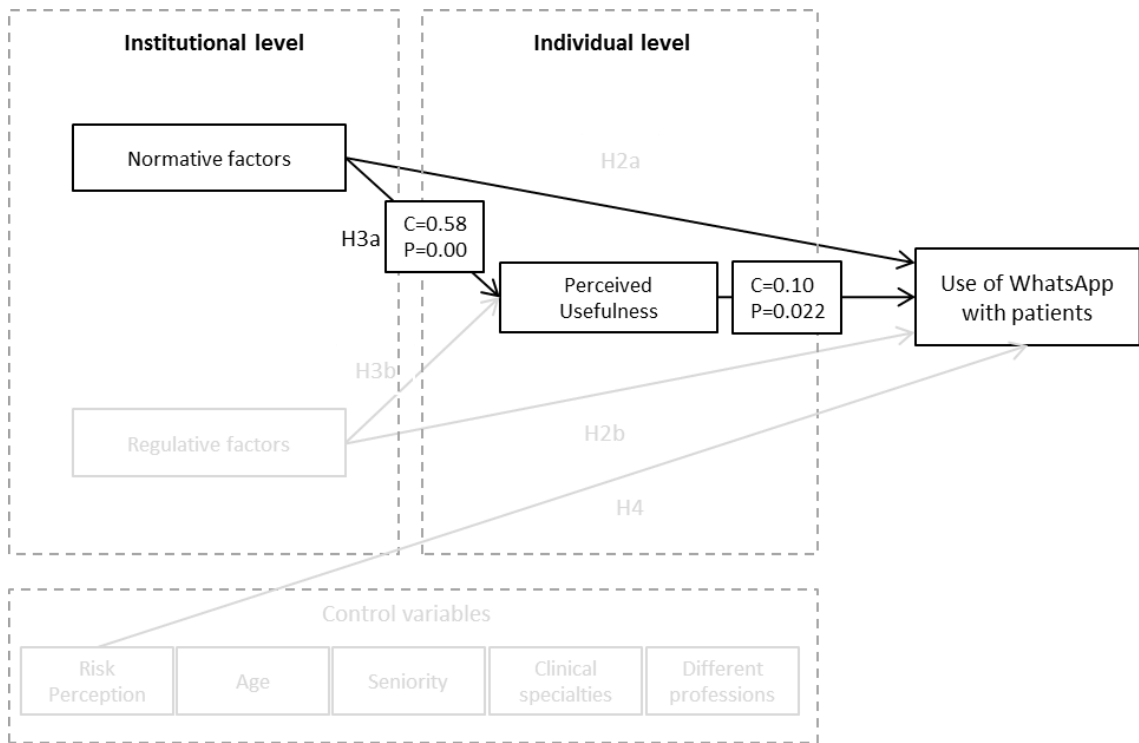 Institutional level
Individual level
Normative factors
H2a
C=0.58
P=0.00
H3a
Perceived
Usefulness
C=0.10
P=0.022
Use of WhatsApp
with patients
H3b
Regulative factors
H2b
H4
Control variables
Risk
Perception
Age
Seniority
Clinical
specialties
Different
professions